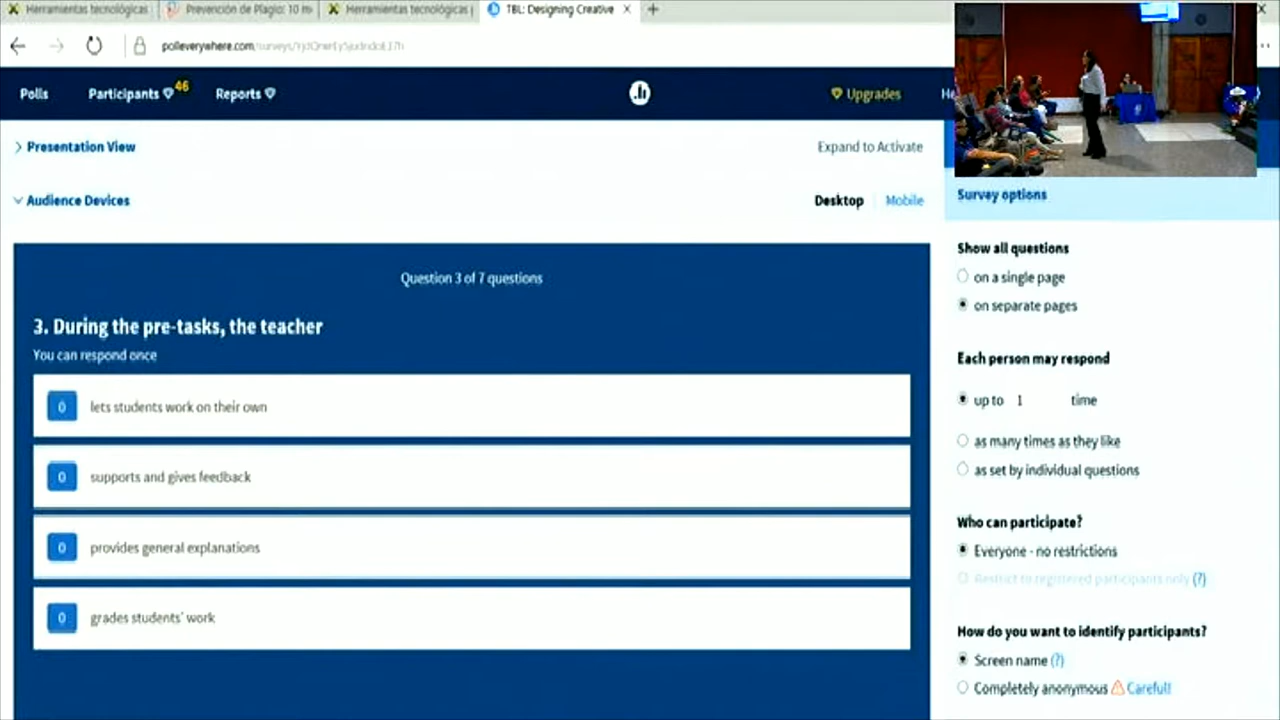 Herramientas tecnológicas
Prevención de Plagio: 10 m
Herramientas tecnológicas
TBL: Designing Creative
polleverywhere.com
Polls
Participants 46
Reports
Upgrades
He
Presentation View
Expand to Activate
Audience Devices
Desktop
Mobile
Question 3 of 7 questions
3. During the pre-tasks, the teacher
You can respond once
0 lets students work on their own
0 supports and gives feedback
0 provides general explanations
0 grades students' work
Survey options
Show all questions
on a single page
on separate pages
Each person may respond
up to 1 time
as many times as they like
as set by individual questions
Who can participate?
Everyone - no restrictions
Restrict to registered participants only (?)
How do you want to identify participants?
Screen name (?)
Completely anonymous Careful!